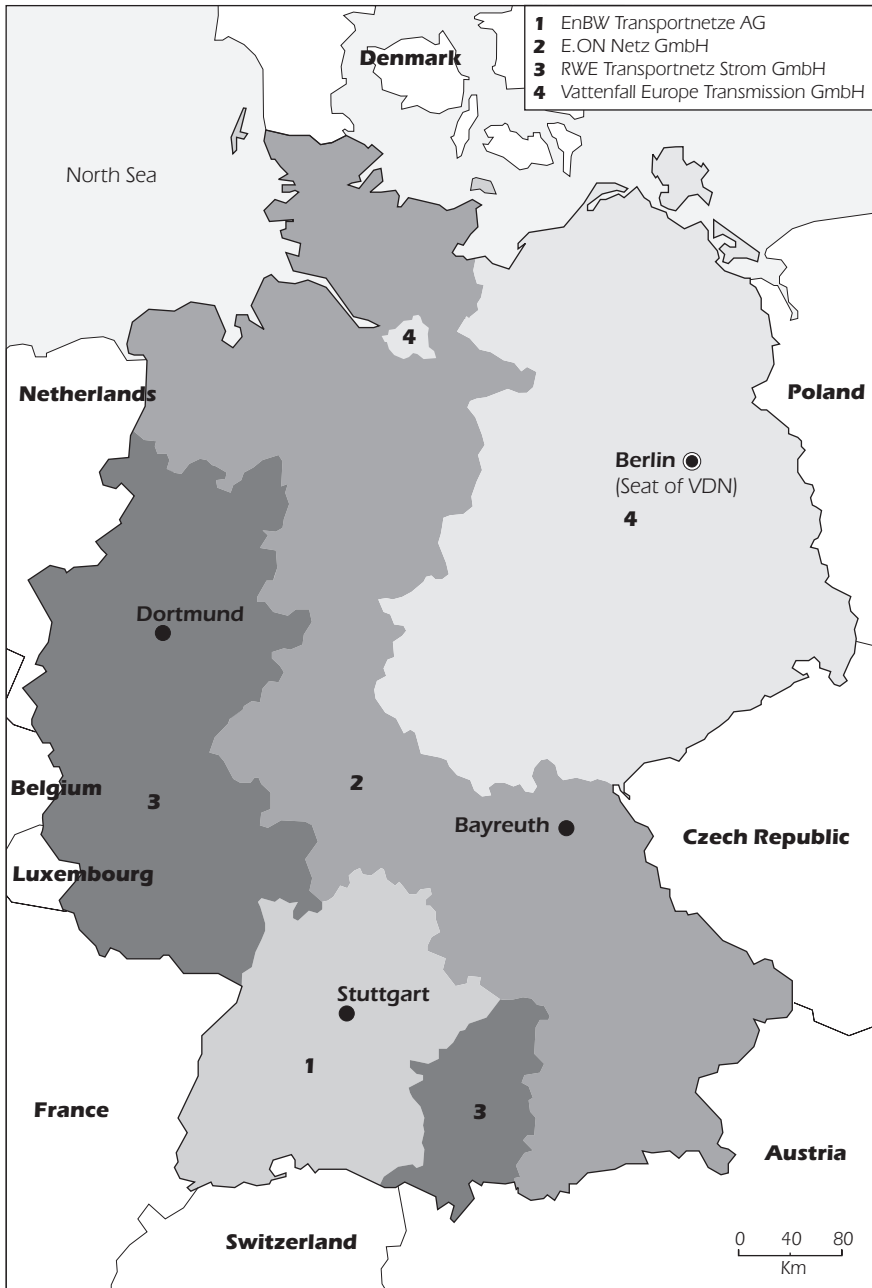 1 EnBW Transportnetze AG
2 E.ON Netz GmbH
3 RWE Transportnetz Strom GmbH
4 Vattenfall Europe Transmission GmbH
Denmark
North Sea
4
Netherlands
Poland
Berlin
(Seat of VDN)
4
Dortmund
Belgium
2
3
Bayreuth
Czech Republic
Luxembourg
Stuttgart
1
France
3
Austria
Switzerland
0 40 80
Km